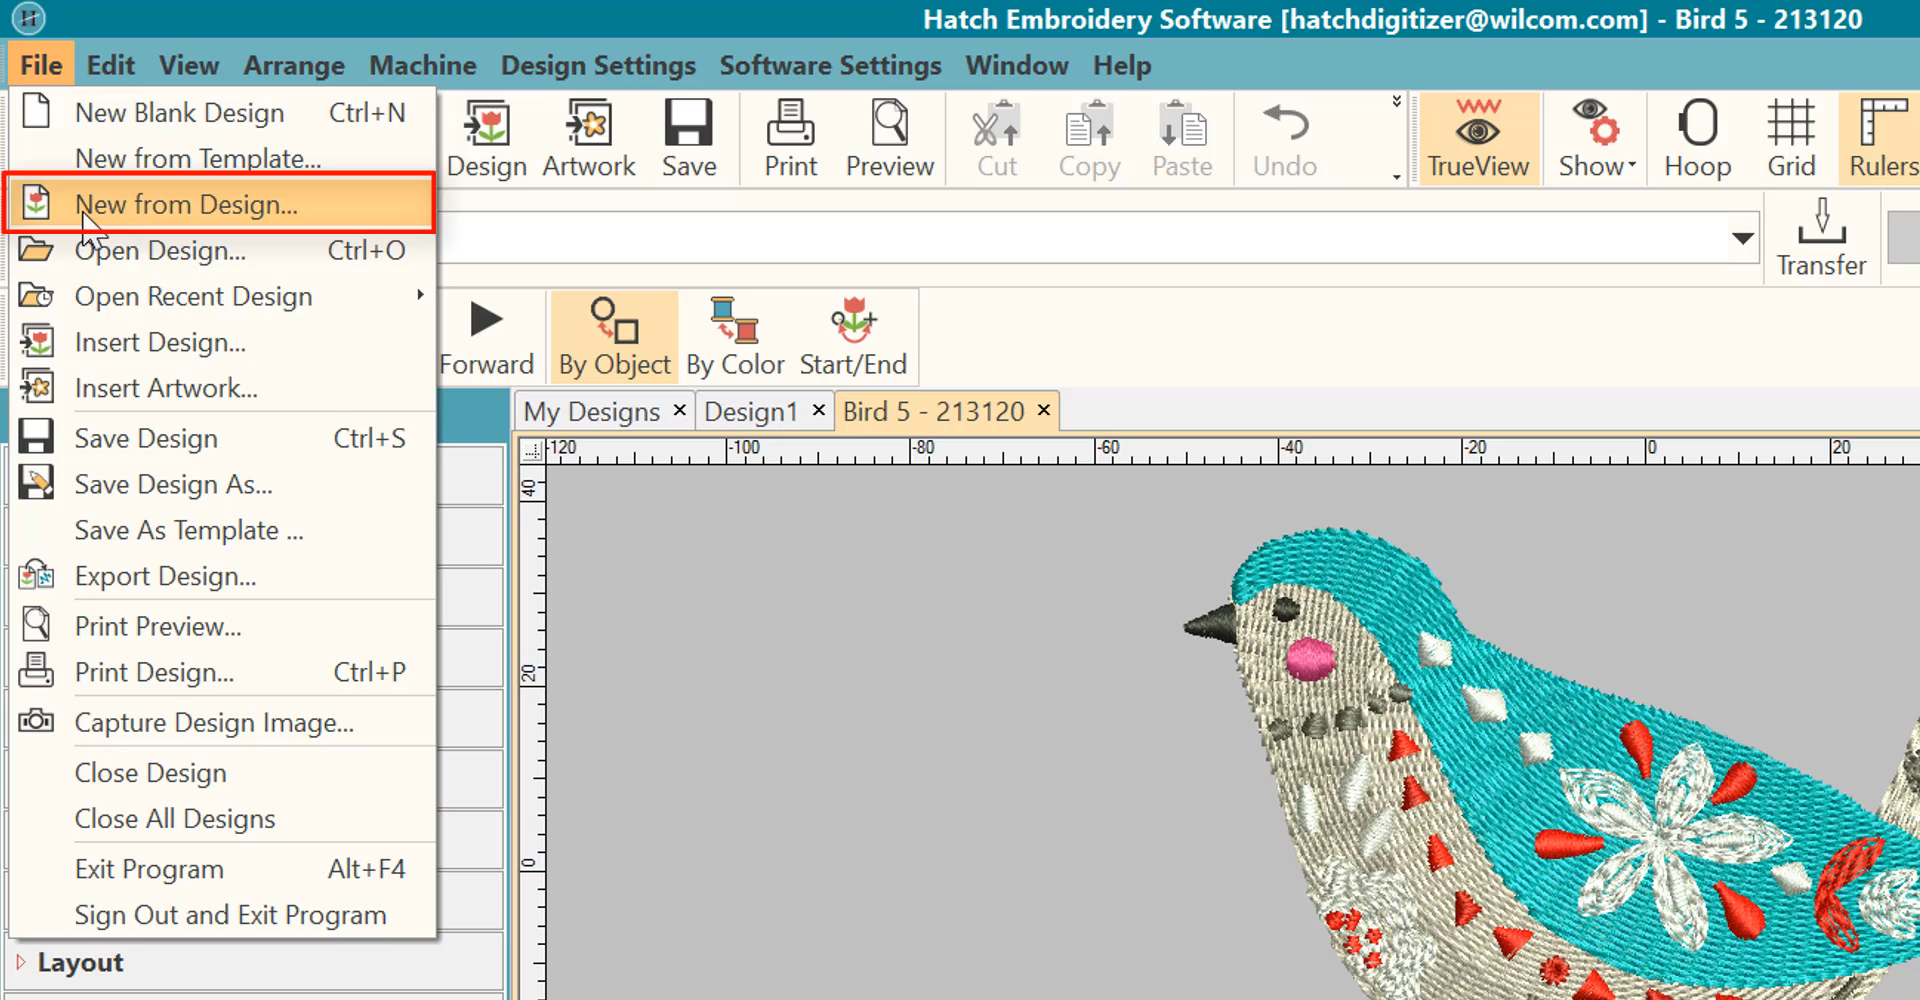 Hatch Embroidery Software [hatchdigitizer@wilcom.com] - Bird 5 - 213120
File Edit View Arrange Machine Design Settings Software Settings Window Help
New Blank Design Ctrl+N
New from Template...
New from Design...
Open Design... Ctrl+O
Open Recent Design
Insert Design...
Insert Artwork...
Save Design Ctrl+S
Save Design As...
Save As Template ...
Export Design...
Print Preview...
Print Design... Ctrl+P
Capture Design Image...
Close Design
Close All Designs
Exit Program Alt+F4
Sign Out and Exit Program
Layout
Design Artwork Save Print Preview Cut Copy Paste Undo TrueView Show Hoop Grid Rulers
Transfer
Forward By Object By Color Start/End
My Designs Design1 Bird 5 - 213120
-120 -100 -80 -60 -40 -20 0 20
40
20
0